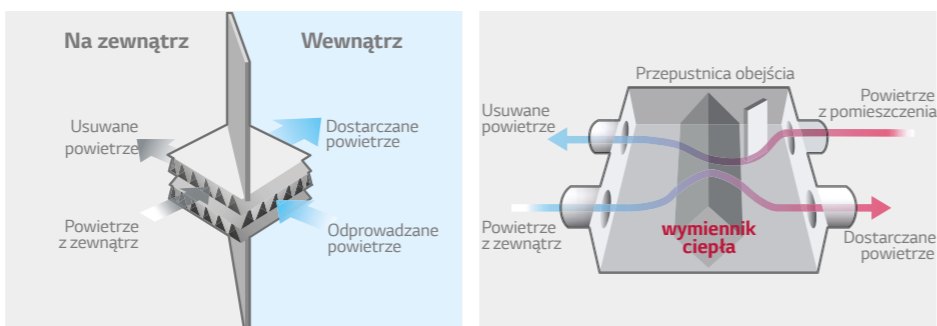 Na zewnątrz
Wewnątrz
Usuwane
powietrze
Dostarczane
powietrze
Powietrze
z zewnątrz
Odprowadzane
powietrze
Przepustnica obejścia
Usuwane
powietrze
Powietrze
z pomieszczenia
Powietrze
z zewnątrz
wymiennik
ciepła
Dostarczane
powietrze